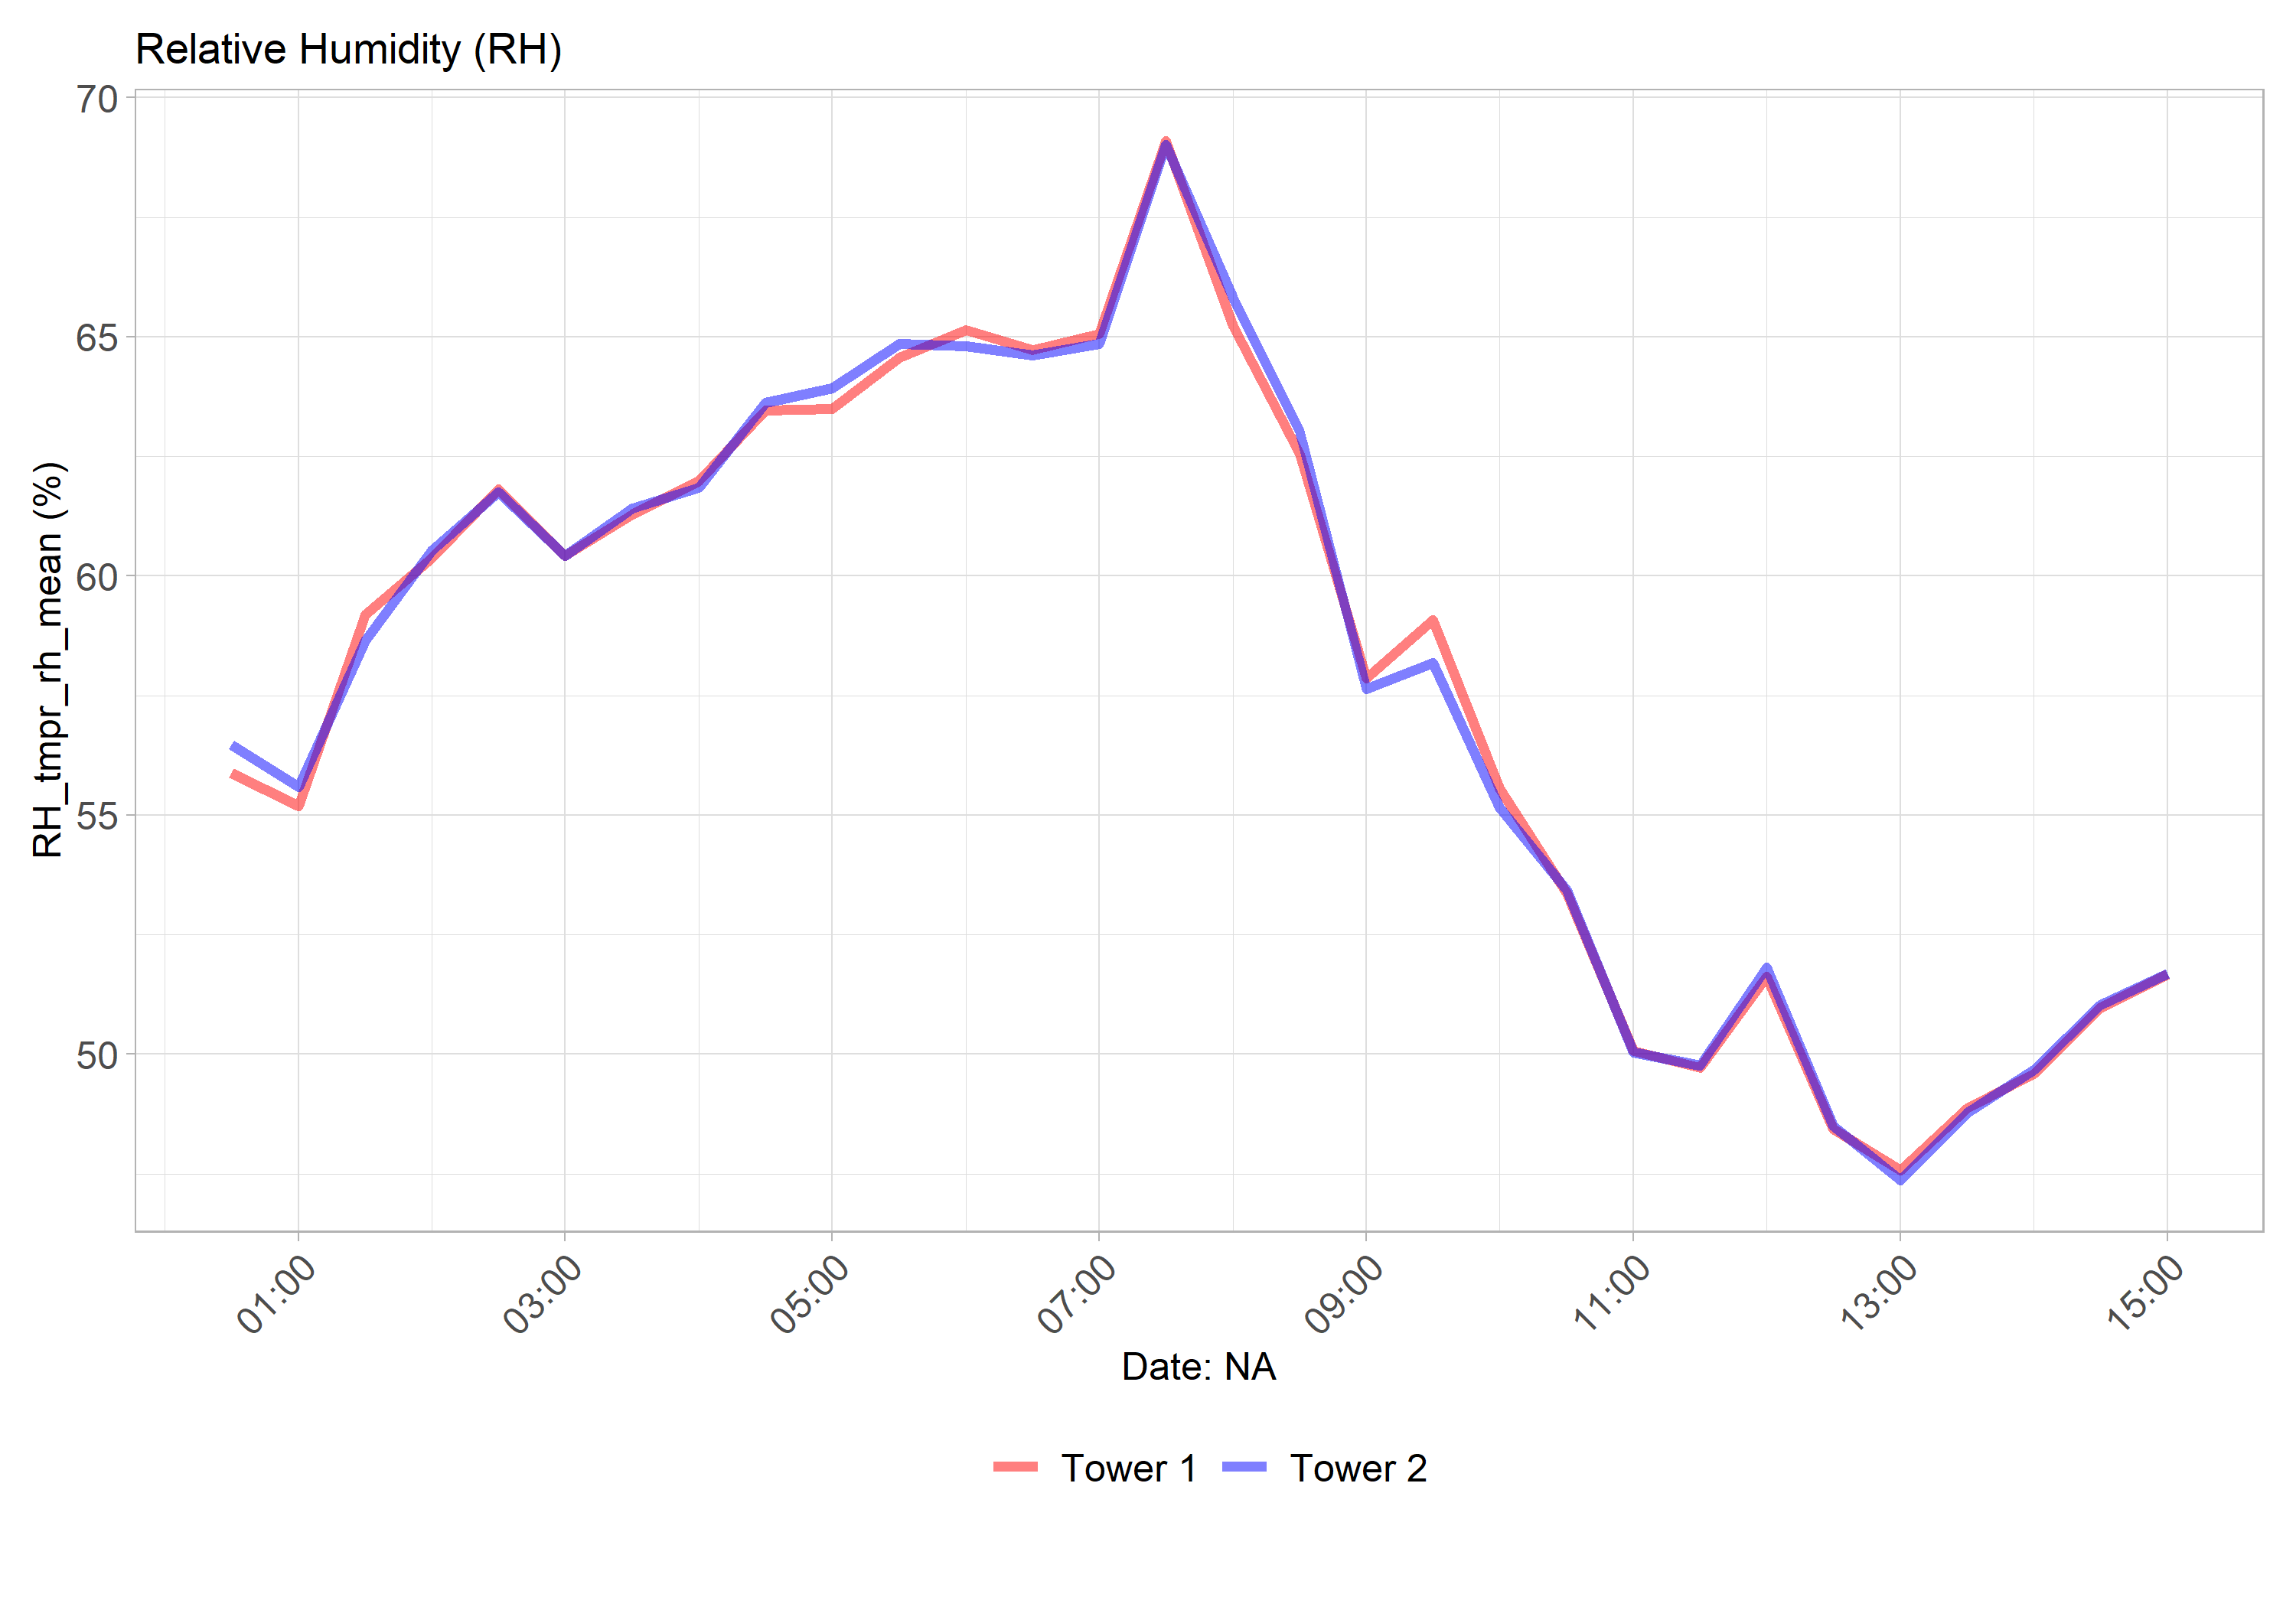 Relative Humidity (RH)
70
65
60
55
50
RH_tmpr_rh_mean (%)
01:00
03:00
05:00
07:00
09:00
11:00
13:00
15:00
Date: NA
Tower 1
Tower 2